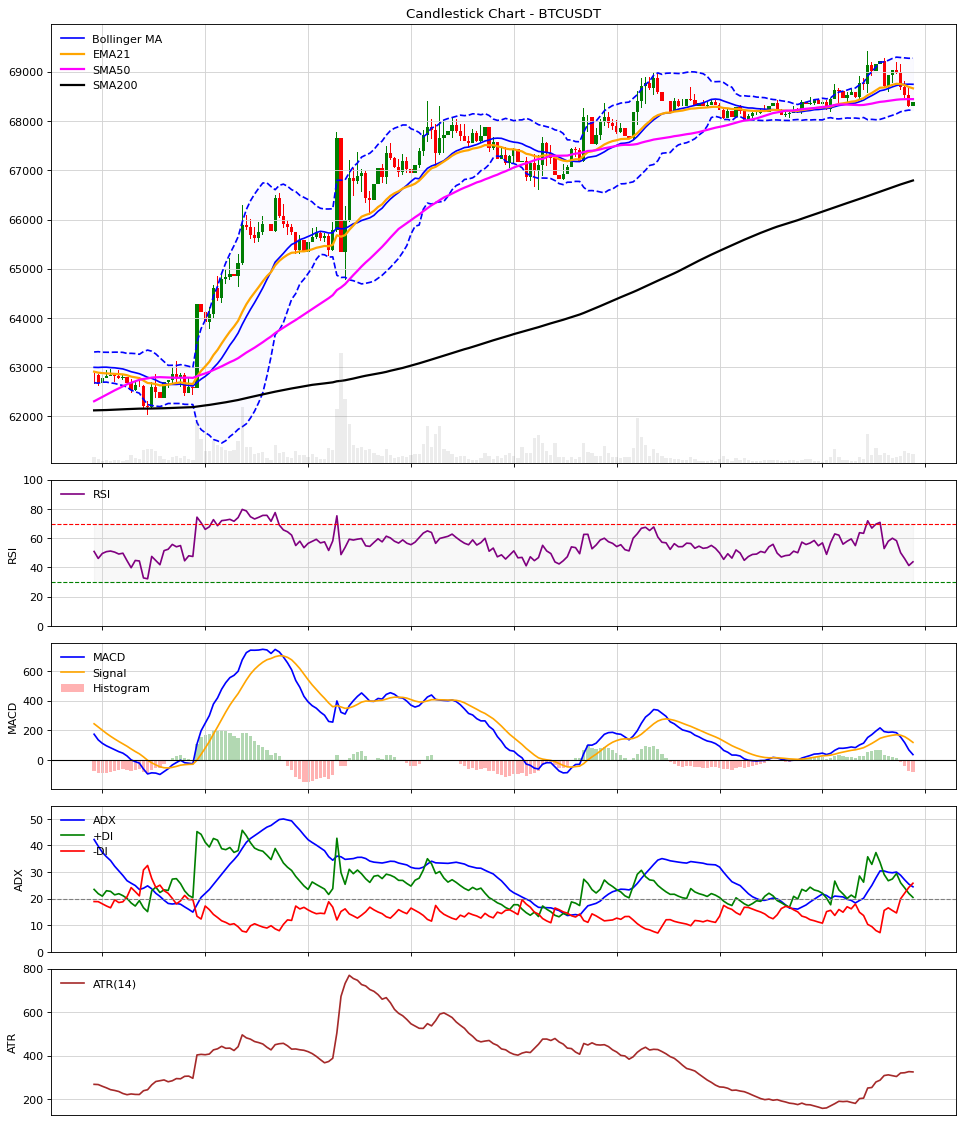 Candlestick Chart - BTCUSDT
Bollinger MA
EMA21
SMA50
SMA200
69000
68000
67000
66000
65000
64000
63000
62000
RSI
100
80
60
40
20
0
RSI
MACD
Signal
Histogram
600
400
200
0
MACD
ADX
+DI
-DI
50
40
30
20
10
0
ADX
ATR(14)
800
600
400
200
ATR